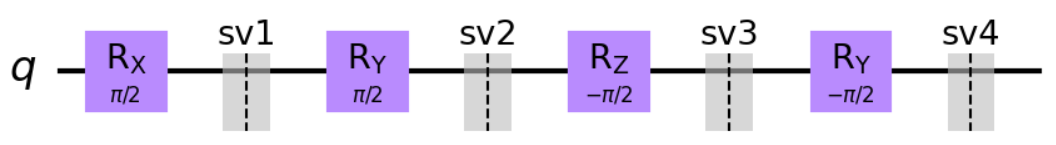 sv1 sv2 sv3 sv4
q R_X R_Y R_Z R_Y
π/2 π/2 −π/2 −π/2